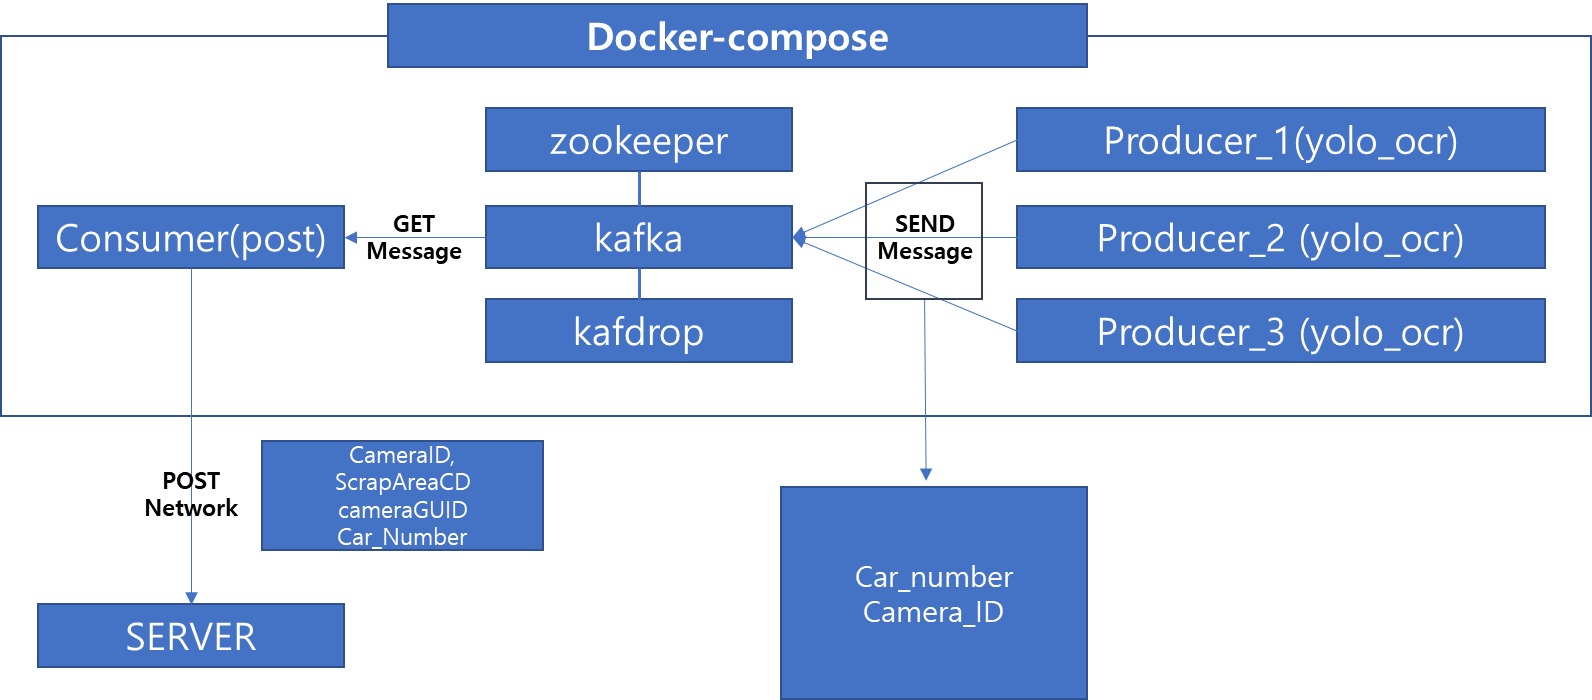 Docker-compose
zookeeper
Producer_1(yolo_ocr)
Consumer(post)
GET
Message
kafka
SEND
Message
Producer_2 (yolo_ocr)
kafdrop
Producer_3 (yolo_ocr)
POST
Network
CameraID,
ScrapAreaCD
cameraGUID
Car_Number
Car_number
Camera_ID
SERVER